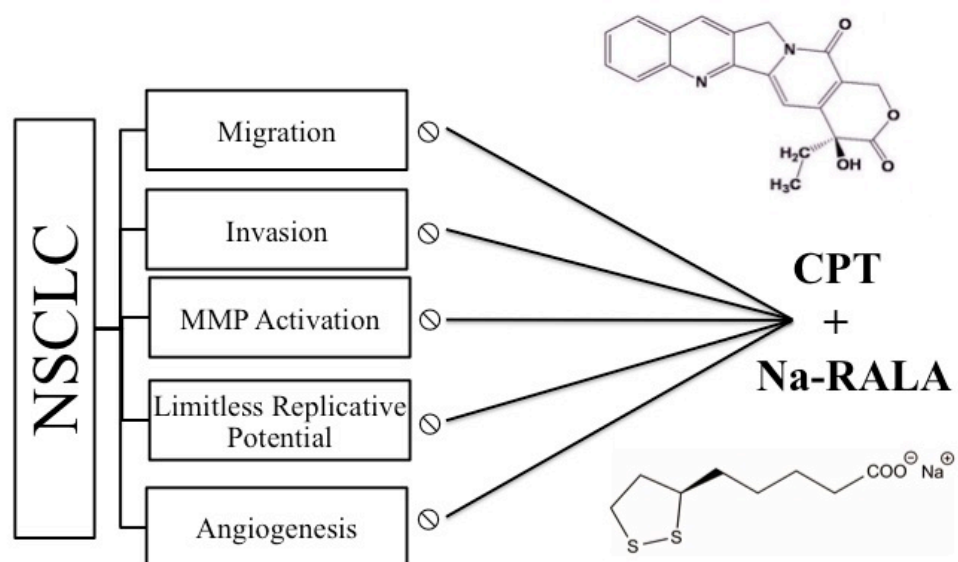 NSCLC
Migration
Invasion
MMP Activation
Limitless Replicative
Potential
Angiogenesis
N
N
O
O
O
OH
H₂C
H₃C
CPT
+
Na-RALA
S
S
COO⊖ Na⊕